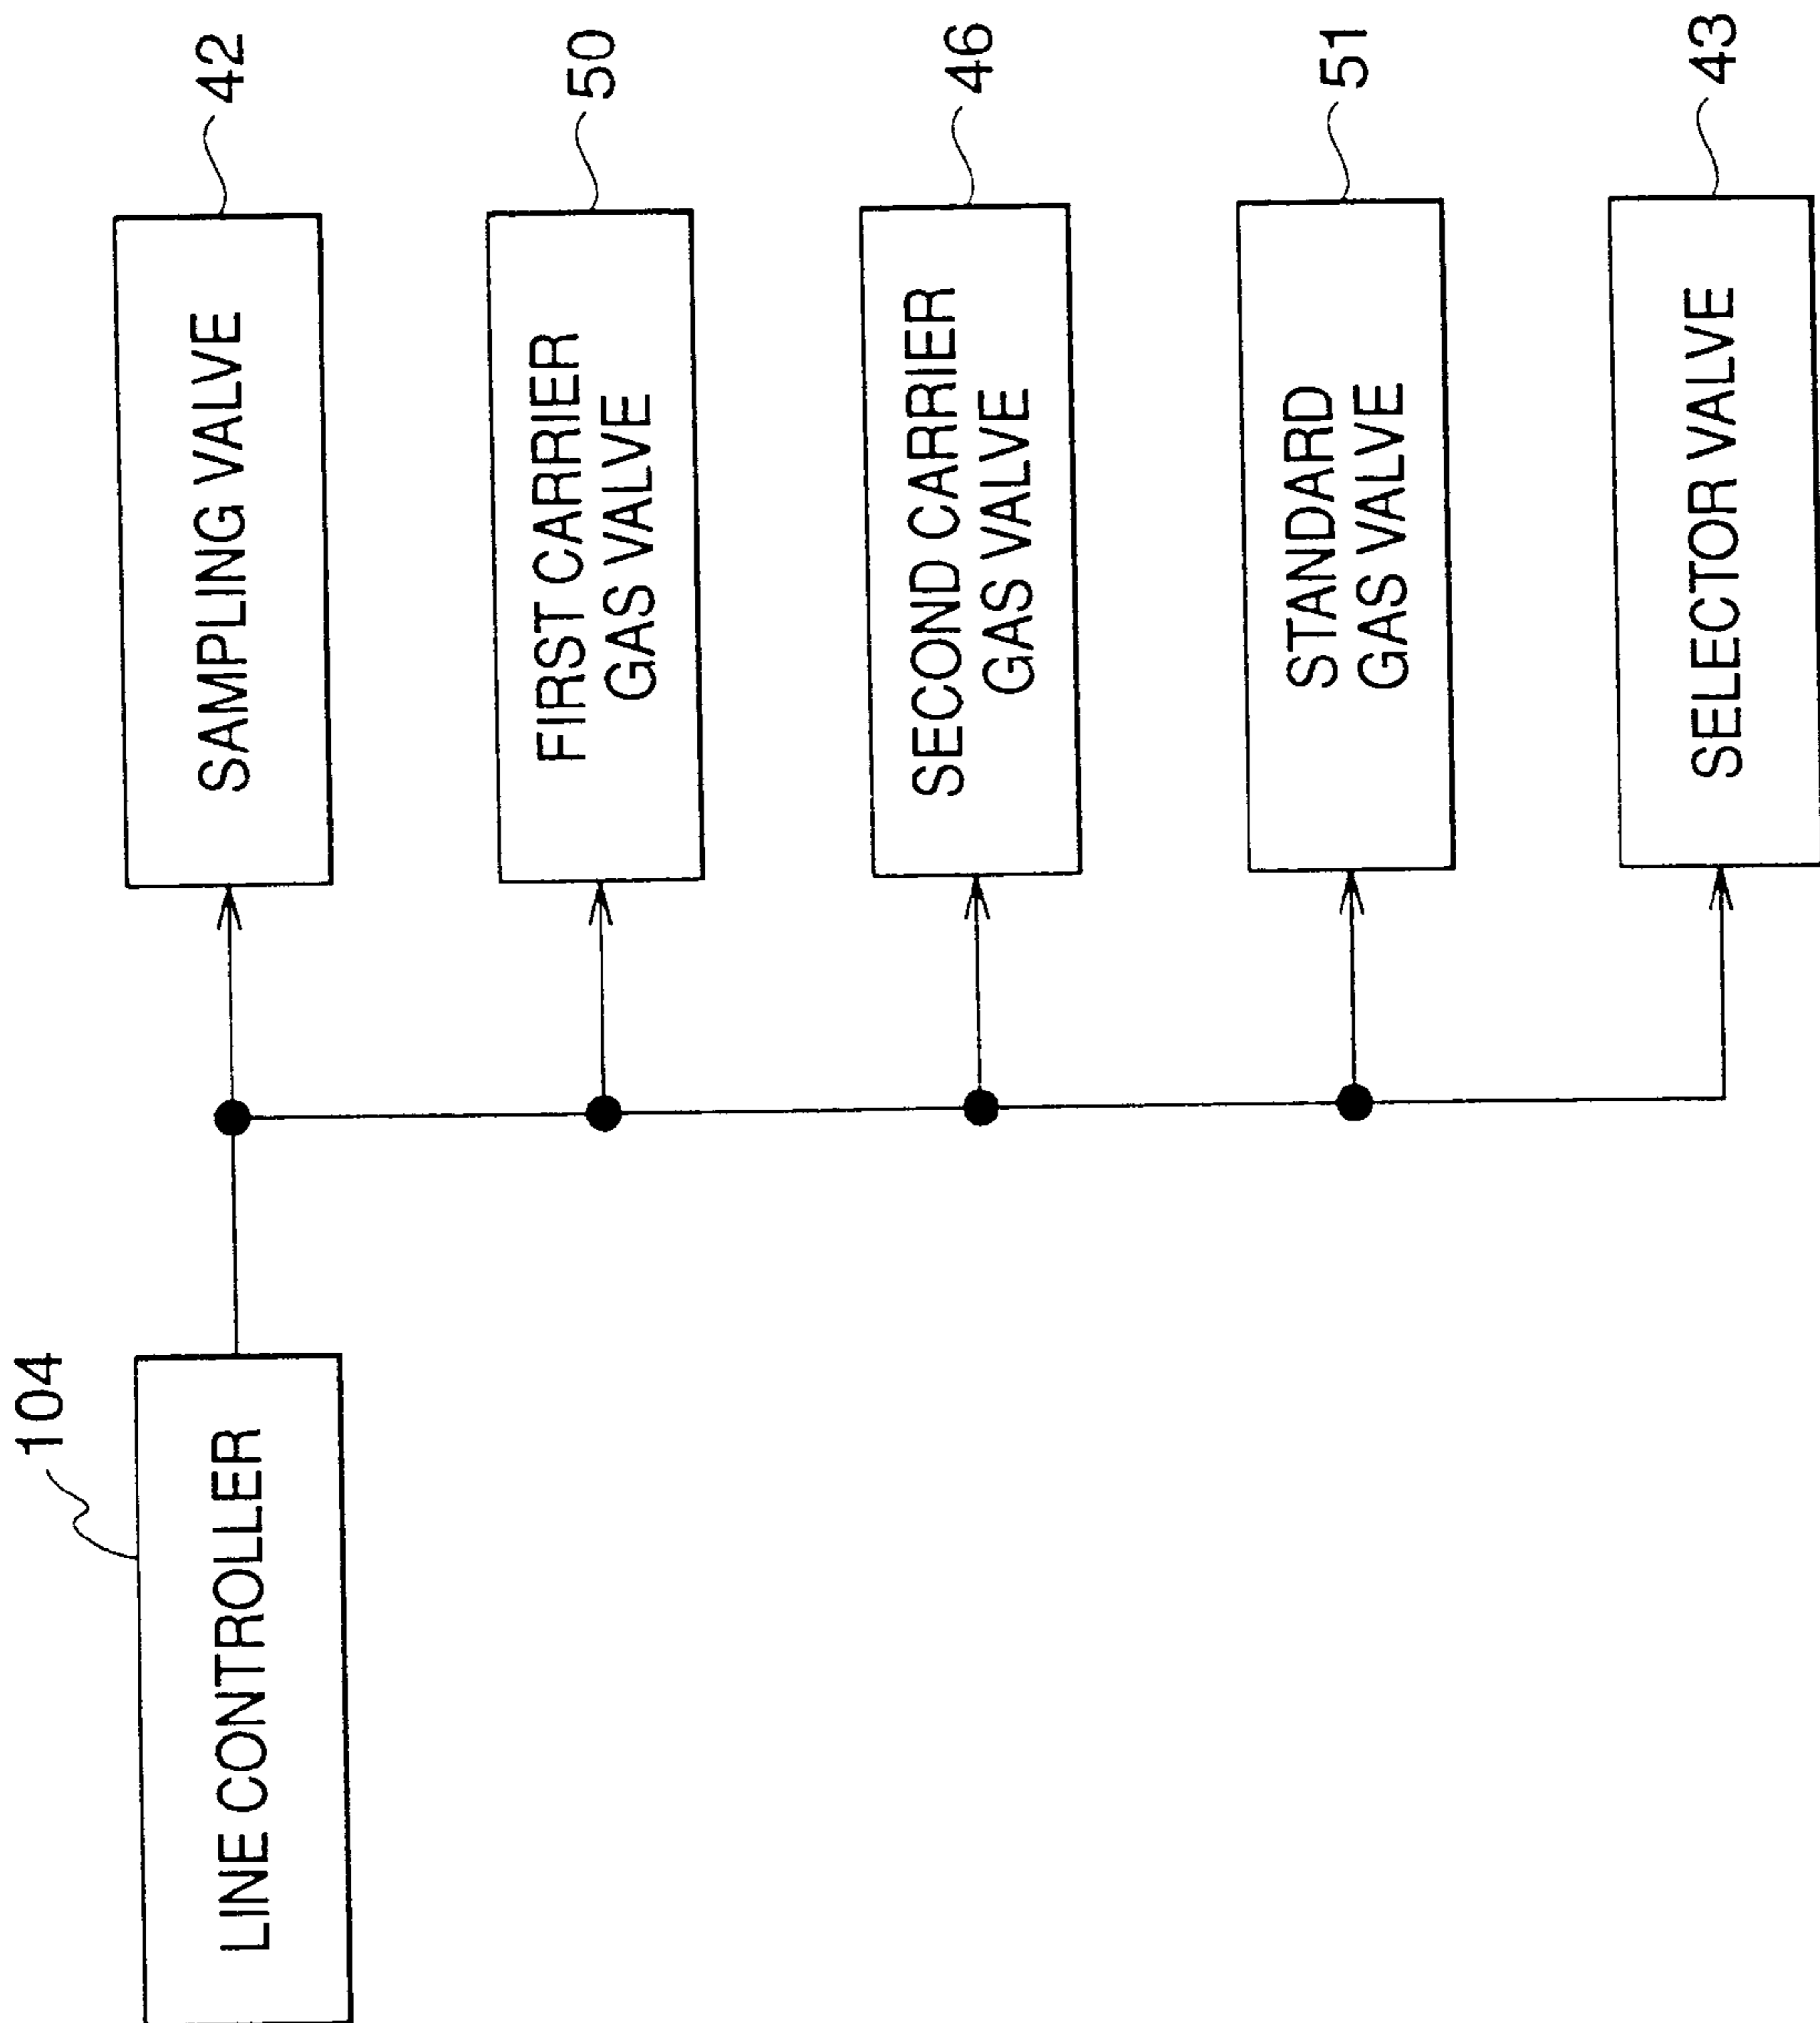 104
LINE CONTROLLER
SAMPLING VALVE
42
FIRST CARRIER
GAS VALVE
50
SECOND CARRIER
GAS VALVE
46
STANDARD
GAS VALVE
51
SELECTOR VALVE
43